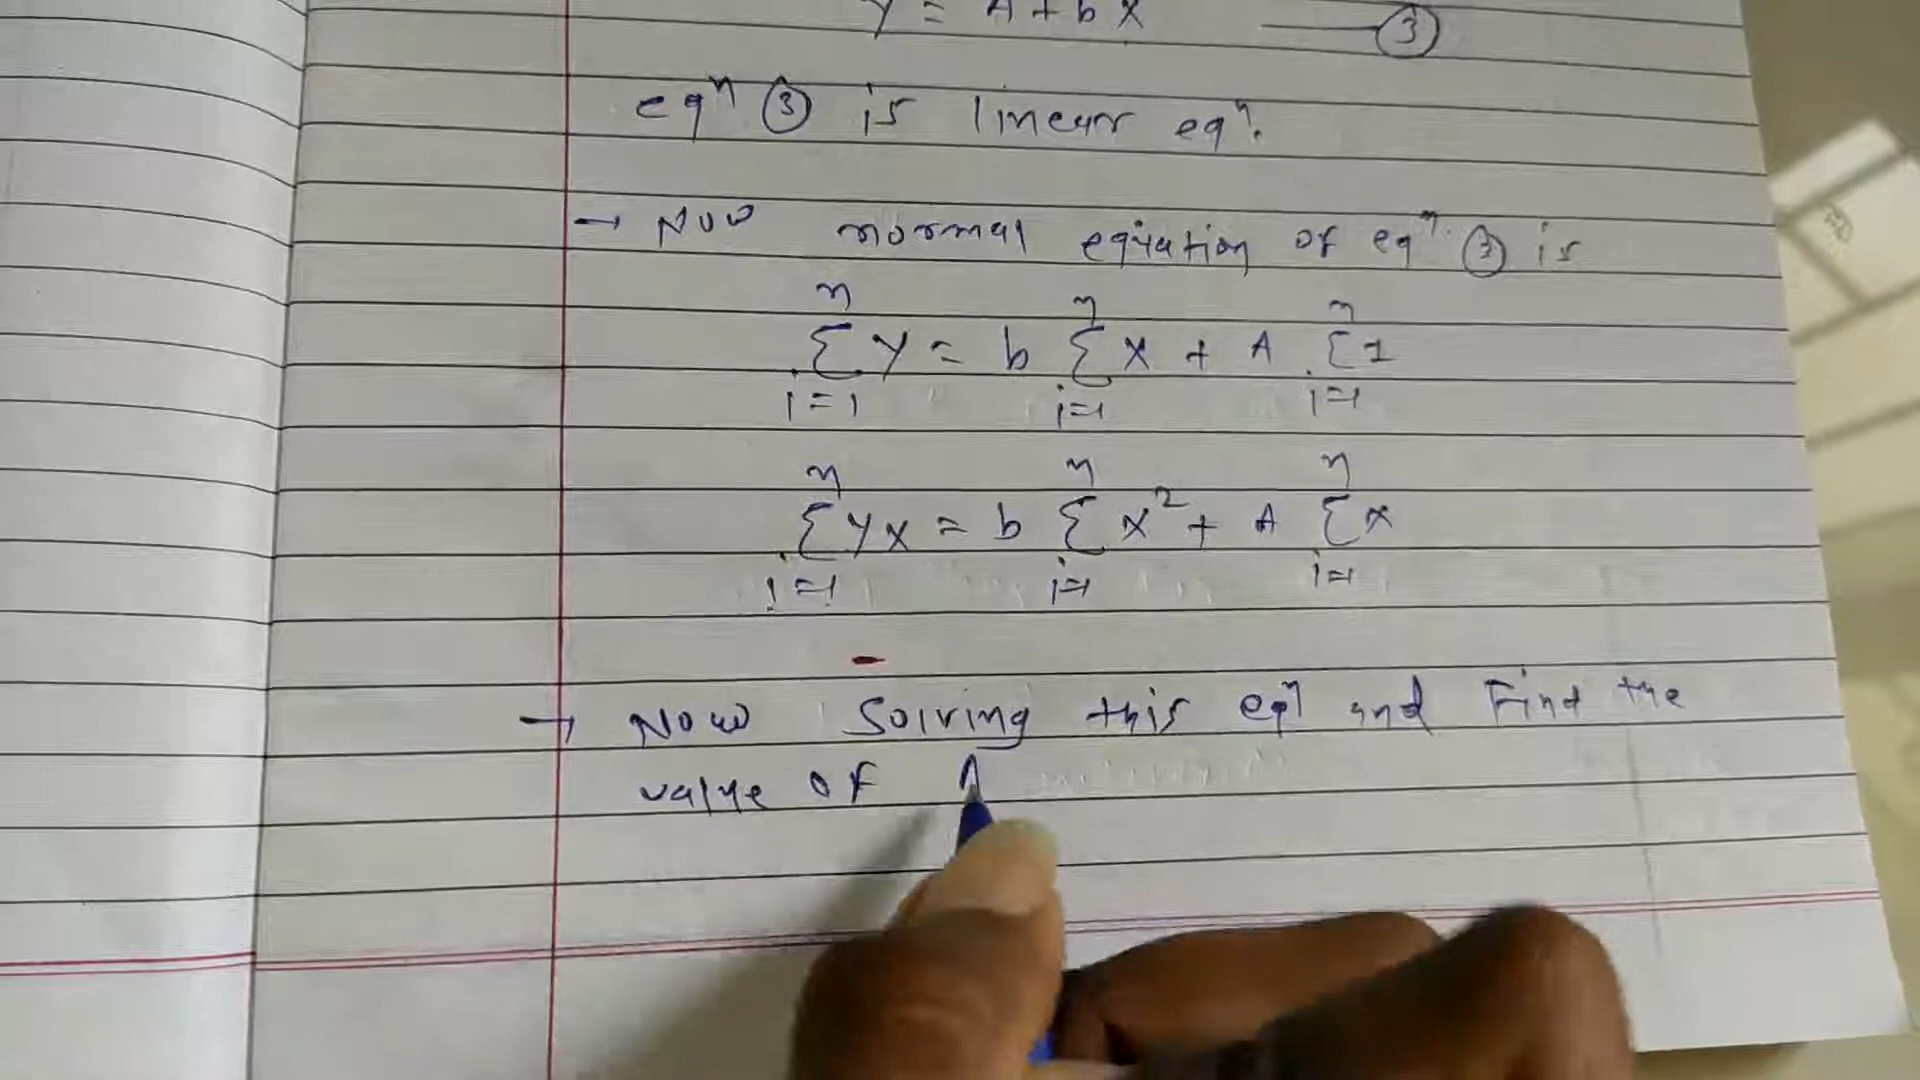 Y = A + b X — ③
eqⁿ ③ is linear eqⁿ.
→ Now normal equation of eqⁿ. ③ is
n n n
Σ Y = b Σ X + A Σ 1
i=1 i=1 i=1
n n n
Σ Y X = b Σ X² + A Σ x
i=1 i=1 i=1
→ Now Solving this eqⁿ and Find the
value of A